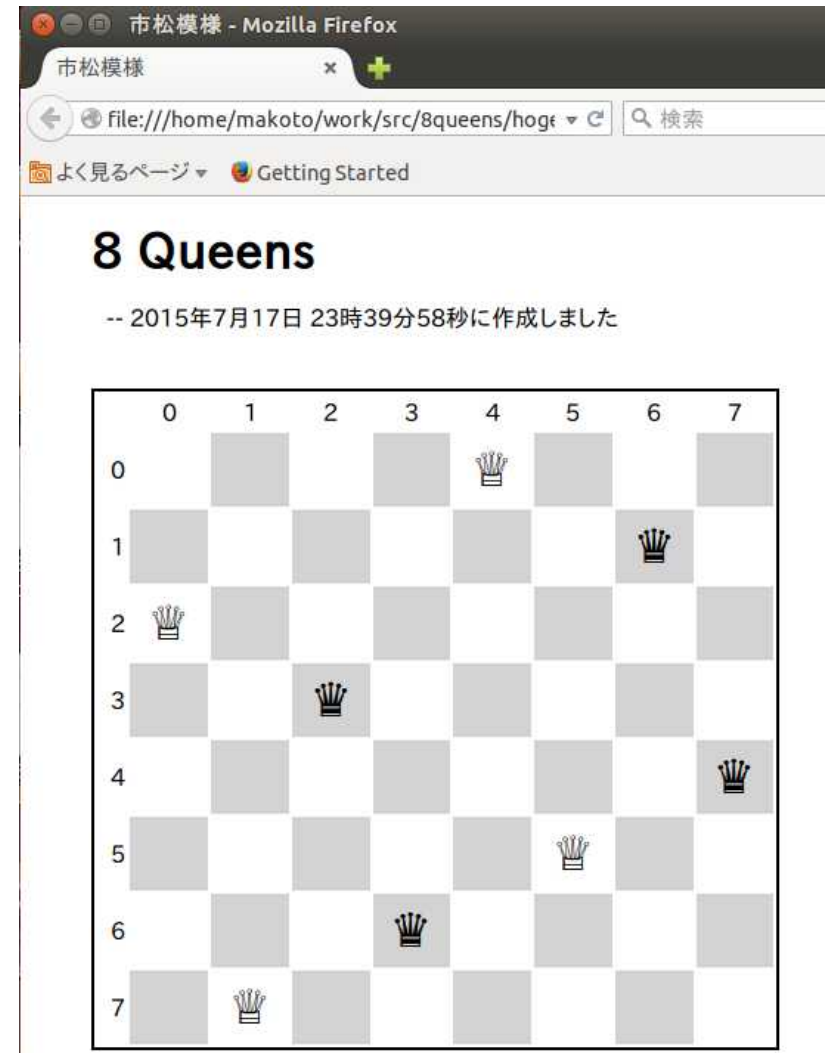 市松模様 - Mozilla Firefox
市松模様
file:///home/makoto/work/src/8queens/hoge
検索
よく見るページ
Getting Started
8 Queens
-- 2015年7月17日 23時39分58秒に作成しました
0 1 2 3 4 5 6 7
0
1
2
3
4
5
6
7